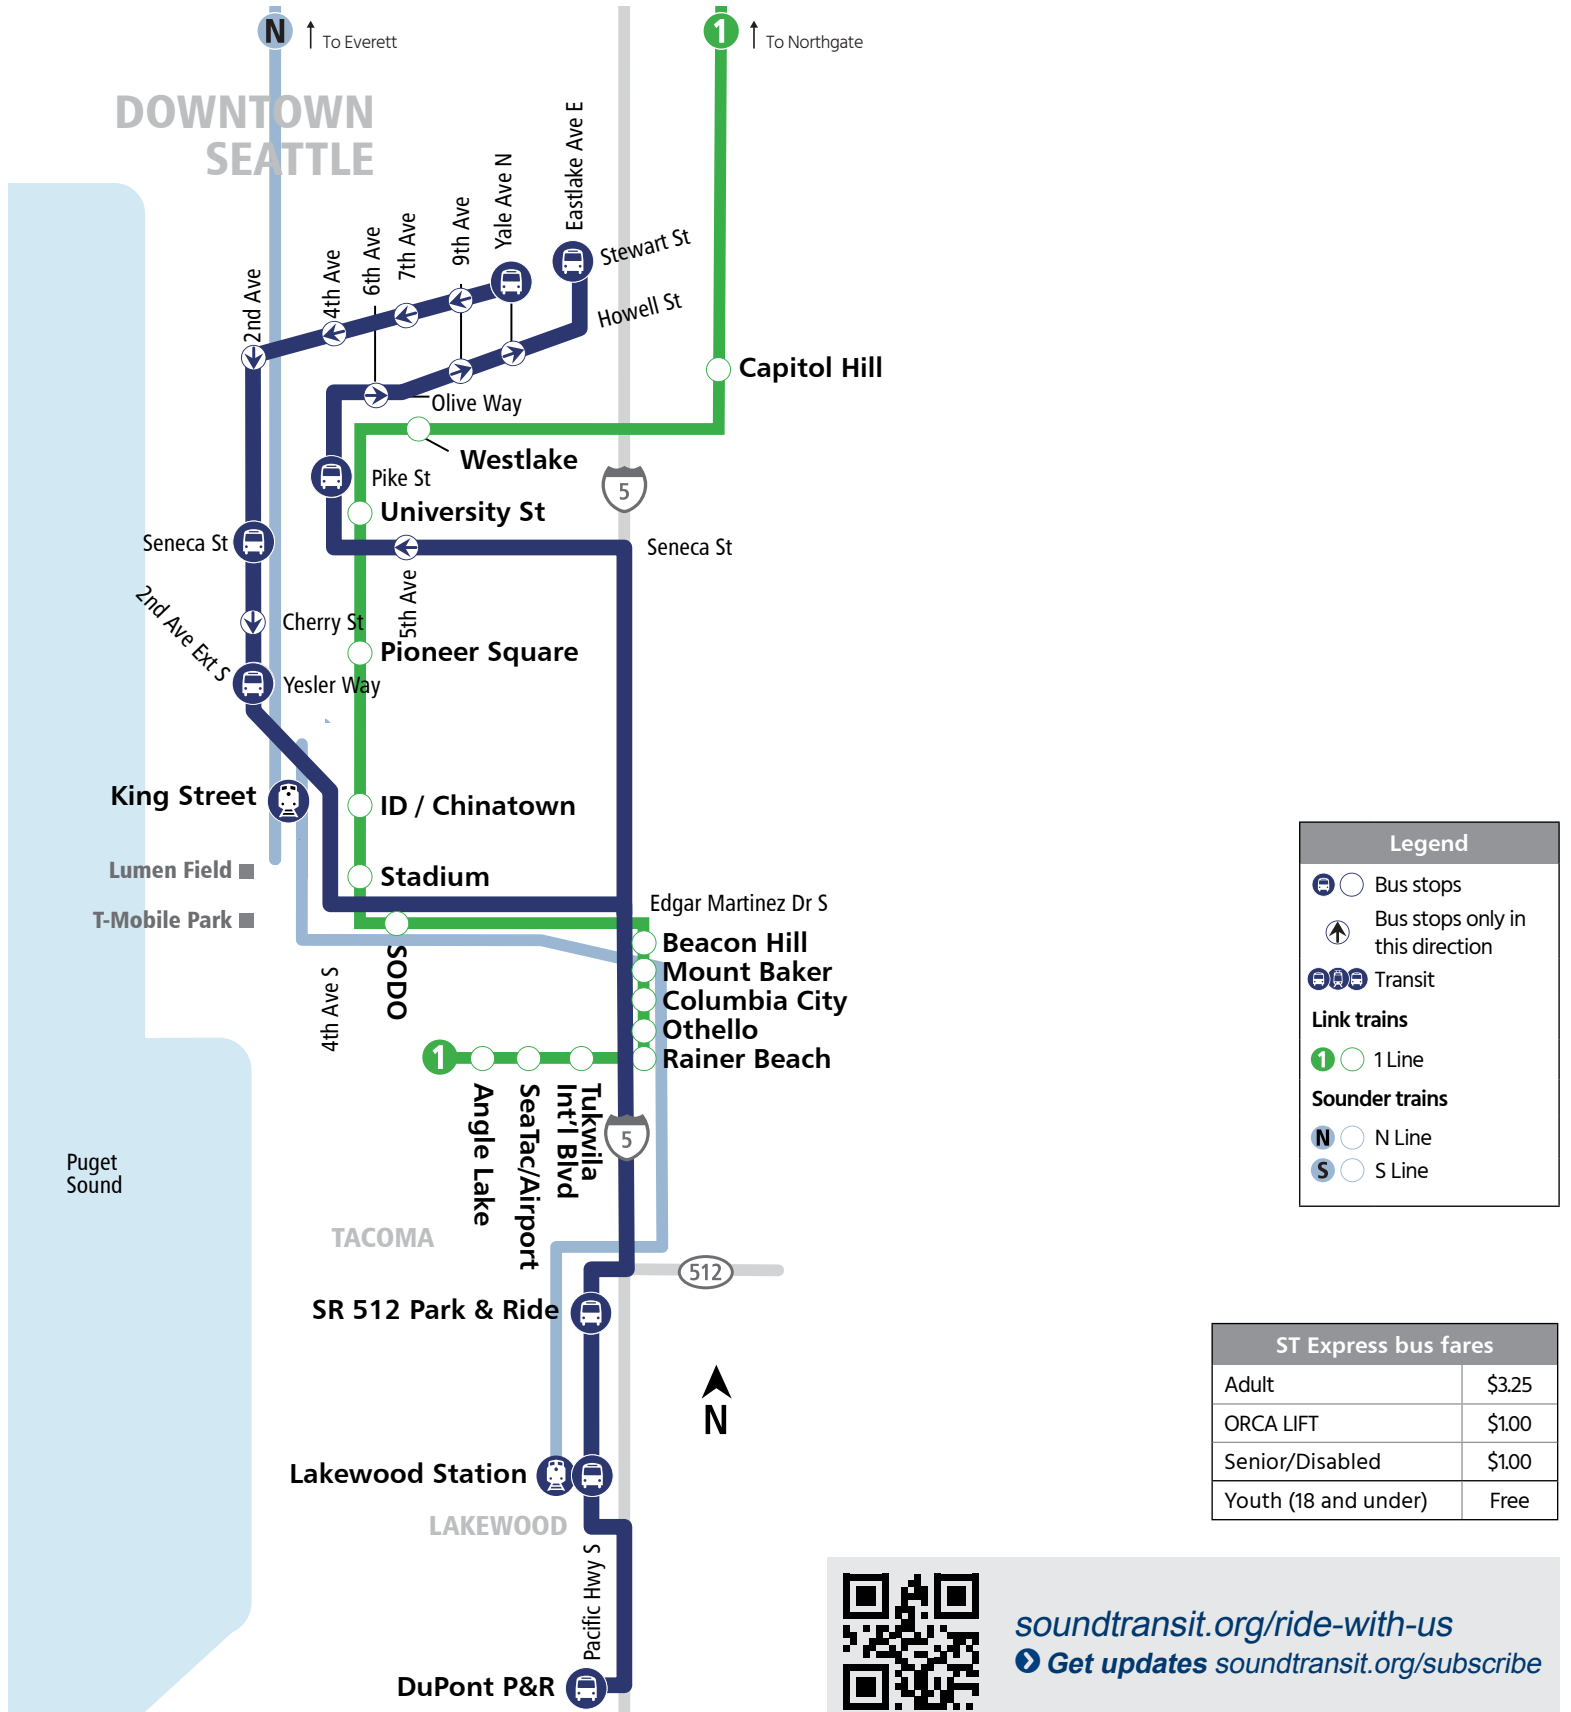 N
To Everett
1
To Northgate
DOWNTOWN
SEATTLE
2nd Ave
4th Ave
6th Ave
7th Ave
9th Ave
Yale Ave N
Eastlake Ave E
Stewart St
Howell St
Capitol Hill
Olive Way
Westlake
Pike St
5
University St
Seneca St
Seneca St
5th Ave
2nd Ave Ext S
Cherry St
Pioneer Square
Yesler Way
King Street
ID / Chinatown
Lumen Field
Stadium
T-Mobile Park
Edgar Martinez Dr S
4th Ave S
SODO
Beacon Hill
Mount Baker
Columbia City
Othello
Rainer Beach
1
Angle Lake
SeaTac/Airport
Tukwila
Int'l Blvd
5
Puget
Sound
TACOMA
512
SR 512 Park & Ride
N
Lakewood Station
LAKEWOOD
Pacific Hwy S
DuPont P&R
Legend
Bus stops
Bus stops only in
this direction
Transit
Link trains
1 1 Line
Sounder trains
N N Line
S S Line
ST Express bus fares
Adult $3.25
ORCA LIFT $1.00
Senior/Disabled $1.00
Youth (18 and under) Free
soundtransit.org/ride-with-us
Get updates soundtransit.org/subscribe